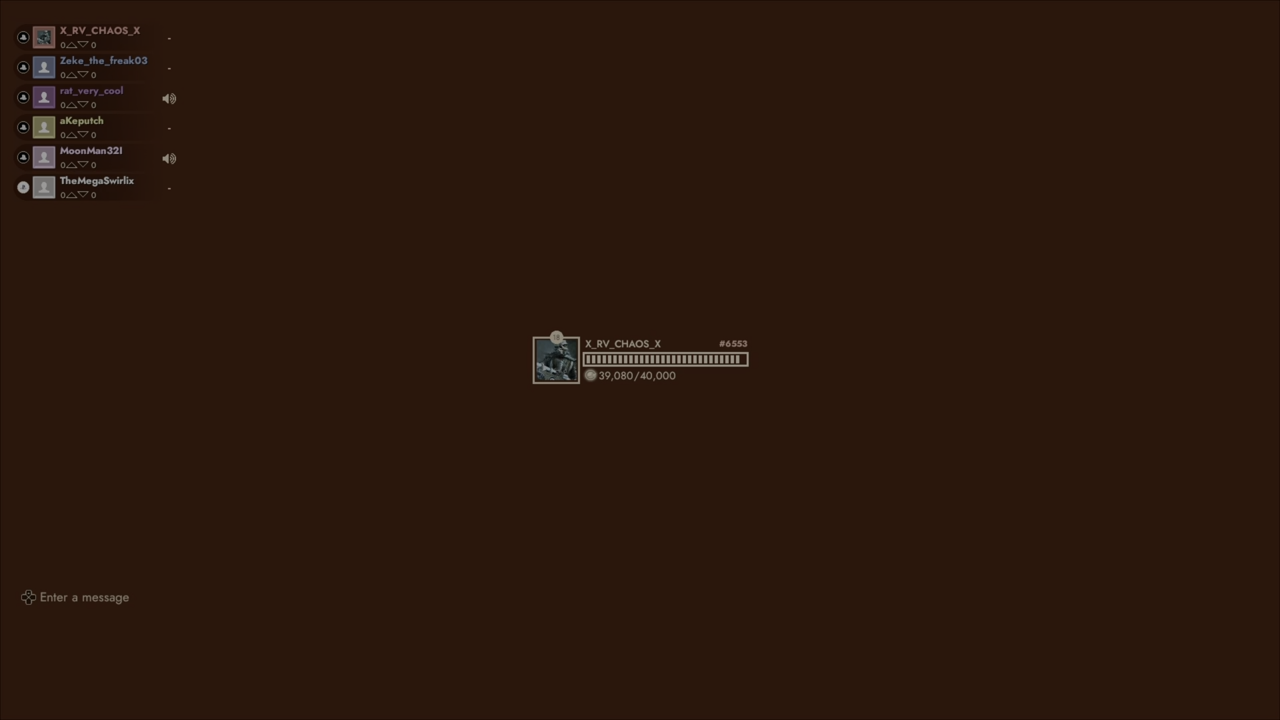 X_RV_CHAOS_X
0 0
-
Zeke_the_freak03
0 0
-
rat_very_cool
0 0
aKeputch
0 0
-
MoonMan32I
0 0
TheMegaSwirlix
0 0
-
X_RV_CHAOS_X #6553
39,080/40,000
Enter a message